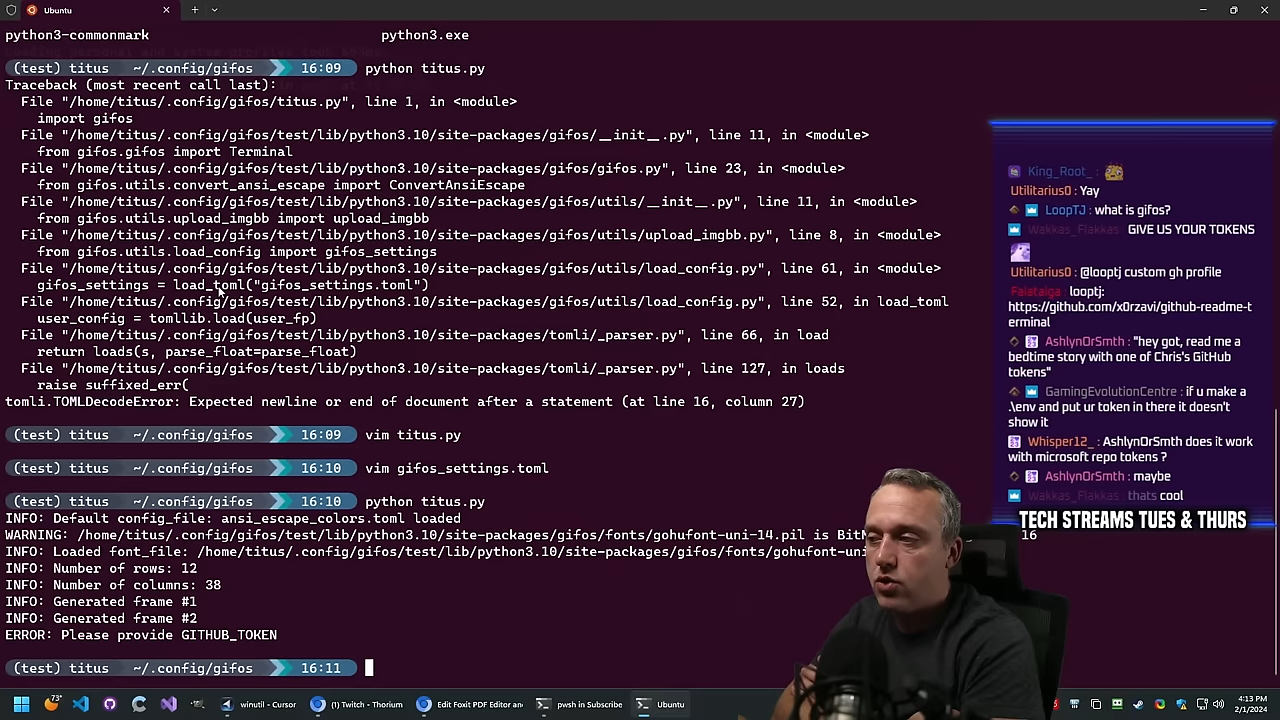 Ubuntu
python3-commonmark python3.exe
(test) titus ~/.config/gifos 16:09 python titus.py
Traceback (most recent call last):
File "/home/titus/.config/gifos/titus.py", line 1, in <module>
import gifos
File "/home/titus/.config/gifos/test/lib/python3.10/site-packages/gifos/__init__.py", line 11, in <module>
from gifos.gifos import Terminal
File "/home/titus/.config/gifos/test/lib/python3.10/site-packages/gifos/gifos.py", line 23, in <module>
from gifos.utils.convert_ansi_escape import ConvertAnsiEscape
File "/home/titus/.config/gifos/test/lib/python3.10/site-packages/gifos/utils/__init__.py", line 11, in <module>
from gifos.utils.upload_imgbb import upload_imgbb
File "/home/titus/.config/gifos/test/lib/python3.10/site-packages/gifos/utils/upload_imgbb.py", line 8, in <module>
from gifos.utils.load_config import gifos_settings
File "/home/titus/.config/gifos/test/lib/python3.10/site-packages/gifos/utils/load_config.py", line 61, in <module>
gifos_settings = load_toml("gifos_settings.toml")
File "/home/titus/.config/gifos/test/lib/python3.10/site-packages/gifos/utils/load_config.py", line 52, in load_toml
user_config = tomllib.load(user_fp)
File "/home/titus/.config/gifos/test/lib/python3.10/site-packages/tomli/_parser.py", line 66, in load
return loads(s, parse_float=parse_float)
File "/home/titus/.config/gifos/test/lib/python3.10/site-packages/tomli/_parser.py", line 127, in loads
raise suffixed_err(
tomli.TOMLDecodeError: Expected newline or end of document after a statement (at line 16, column 27)
(test) titus ~/.config/gifos 16:09 vim titus.py
(test) titus ~/.config/gifos 16:10 vim gifos_settings.toml
(test) titus ~/.config/gifos 16:10 python titus.py
INFO: Default config_file: ansi_escape_colors.toml loaded
WARNING: /home/titus/.config/gifos/test/lib/python3.10/site-packages/gifos/fonts/gohufont-uni-14.pil is BitM
16
INFO: Loaded font_file: /home/titus/.config/gifos/test/lib/python3.10/site-packages/gifos/fonts/gohufont-uni
INFO: Number of rows: 12
INFO: Number of columns: 38
INFO: Generated frame #1
INFO: Generated frame #2
ERROR: Please provide GITHUB_TOKEN
(test) titus ~/.config/gifos 16:11
King_Root_ :
Utilitarius0 : Yay
LoopTJ : what is gifos?
Wakkas_Flakkas : GIVE US YOUR TOKENS
Utilitarius0 : @looptj custom gh profile
Falataiga : looptj:
https://github.com/x0rzavi/github-readme-t
erminal
AshlynOrSmth : "hey got, read me a
bedtime story with one of Chris's GitHub
tokens"
GamingEvolutionCentre : if u make a
.\env and put ur token in there it doesn't
show it
Whisper12_ : AshlynOrSmth does it work
with microsoft repo tokens ?
AshlynOrSmth : maybe
Wakkas_Flakkas : thats cool
TECH STREAMS TUES & THURS
73°
winutil - Cursor
(1) Twitch - Thorium
Edit Foxit PDF Editor an
pwsh in Subscribe
Ubuntu
4:13 PM
2/1/2024